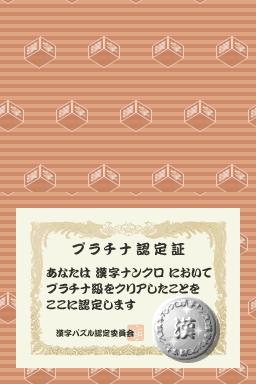 プラチナ認定証
あなたは 漢字ナンクロ において
プラチナ級をクリアしたことを
ここに認定します
漢字パズル認定委員会
漢